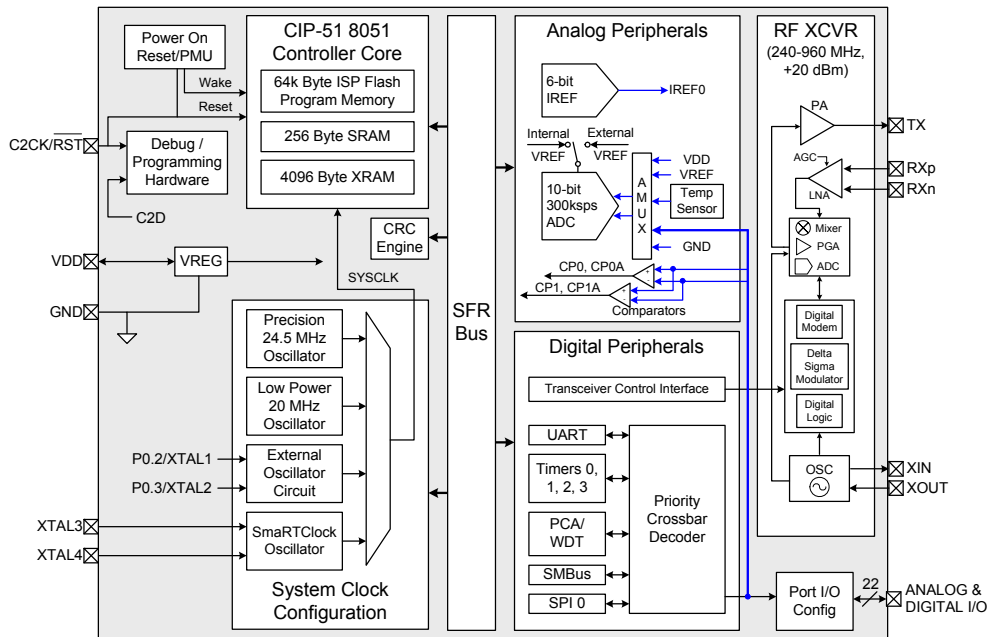 Power On
Reset/PMU
Wake
Reset
C2CK/RST
Debug /
Programming
Hardware
C2D
VDD
VREG
GND
CIP-51 8051
Controller Core
64k Byte ISP Flash
Program Memory
256 Byte SRAM
4096 Byte XRAM
CRC
Engine
SYSCLK
Precision
24.5 MHz
Oscillator
Low Power
20 MHz
Oscillator
P0.2/XTAL1
P0.3/XTAL2
External
Oscillator
Circuit
XTAL3
XTAL4
SmaRTClock
Oscillator
System Clock
Configuration
SFR
Bus
Analog Peripherals
6-bit
IREF
IREF0
Internal
VREF
External
VREF
10-bit
300ksps
ADC
A
M
U
X
VDD
VREF
Temp
Sensor
GND
CP0, CP0A
+
-
CP1, CP1A
+
-
Comparators
Digital Peripherals
Transceiver Control Interface
UART
Timers 0,
1, 2, 3
PCA/
WDT
SMBus
SPI 0
Priority
Crossbar
Decoder
RF XCVR
(240-960 MHz,
+20 dBm)
PA
TX
AGC
LNA
RXp
RXn
Mixer
PGA
ADC
Digital
Modem
Delta
Sigma
Modulator
Digital
Logic
OSC
XIN
XOUT
Port I/O
Config
22
ANALOG &
DIGITAL I/O